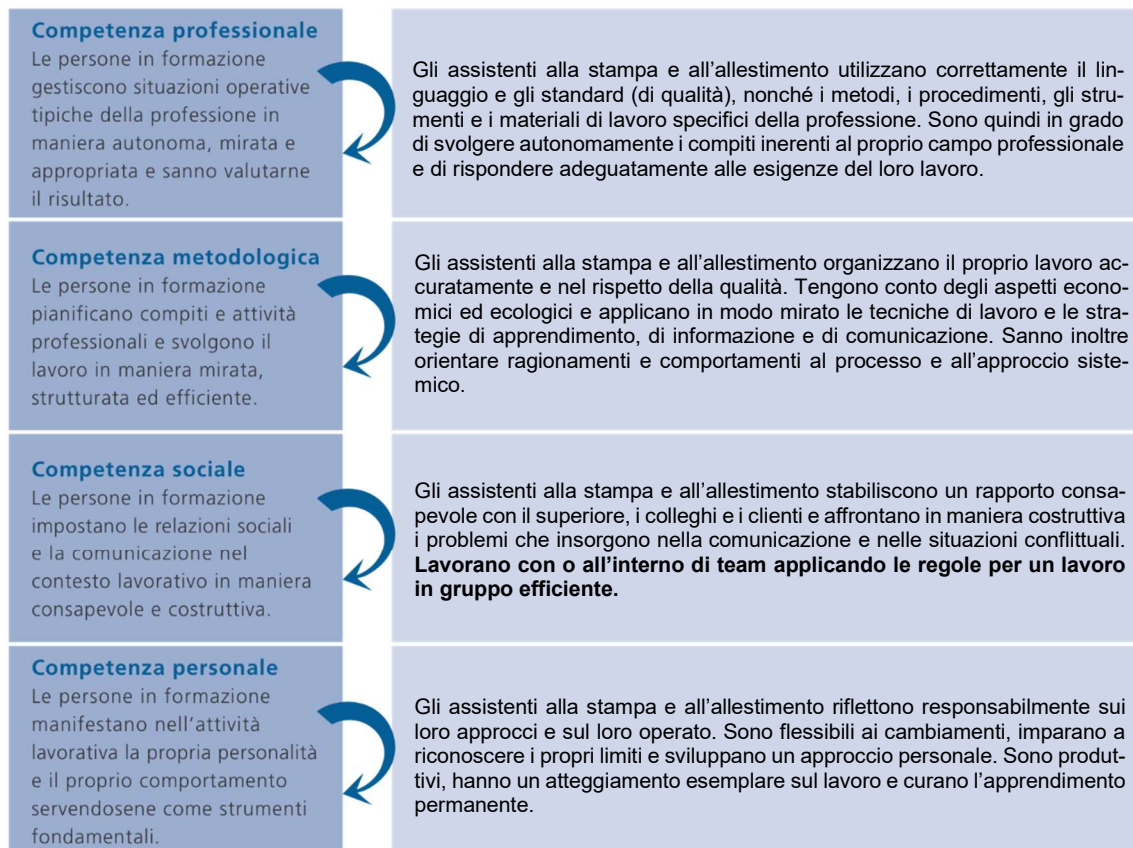 Competenza professionale
Le persone in formazione
gestiscono situazioni operative
tipiche della professione in
maniera autonoma, mirata e
appropriata e sanno valutarne
il risultato.
Gli assistenti alla stampa e all’allestimento utilizzano correttamente il lin-
guaggio e gli standard (di qualità), nonché i metodi, i procedimenti, gli stru-
menti e i materiali di lavoro specifici della professione. Sono quindi in grado
di svolgere autonomamente i compiti inerenti al proprio campo professionale
e di rispondere adeguatamente alle esigenze del loro lavoro.
Competenza metodologica
Le persone in formazione
pianificano compiti e attività
professionali e svolgono il
lavoro in maniera mirata,
strutturata ed efficiente.
Gli assistenti alla stampa e all’allestimento organizzano il proprio lavoro ac-
curatamente e nel rispetto della qualità. Tengono conto degli aspetti econo-
mici ed ecologici e applicano in modo mirato le tecniche di lavoro e le stra-
tegie di apprendimento, di informazione e di comunicazione. Sanno inoltre
orientare ragionamenti e comportamenti al processo e all’approccio siste-
mico.
Competenza sociale
Le persone in formazione
impostano le relazioni sociali
e la comunicazione nel
contesto lavorativo in maniera
consapevole e costruttiva.
Gli assistenti alla stampa e all’allestimento stabiliscono un rapporto consa-
pevole con il superiore, i colleghi e i clienti e affrontano in maniera costruttiva
i problemi che insorgono nella comunicazione e nelle situazioni conflittuali.
Lavorano con o all’interno di team applicando le regole per un lavoro
in gruppo efficiente.
Competenza personale
Le persone in formazione
manifestano nell’attività
lavorativa la propria personalità
e il proprio comportamento
servendosene come strumenti
fondamentali.
Gli assistenti alla stampa e all’allestimento riflettono responsabilmente sui
loro approcci e sul loro operato. Sono flessibili ai cambiamenti, imparano a
riconoscere i propri limiti e sviluppano un approccio personale. Sono produt-
tivi, hanno un atteggiamento esemplare sul lavoro e curano l’apprendimento
permanente.